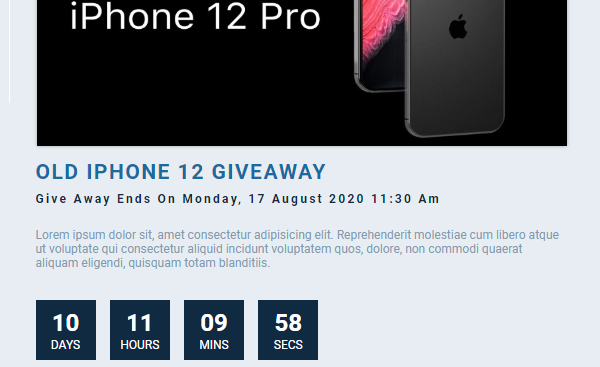 iPhone 12 Pro
OLD IPHONE 12 GIVEAWAY
Give Away Ends On Monday, 17 August 2020 11:30 Am
Lorem ipsum dolor sit, amet consectetur adipisicing elit. Reprehenderit molestiae cum libero atque
ut voluptate qui consectetur aliquid incidunt voluptatem quos, dolore, non commodi quaerat
aliquam eligendi, quisquam totam blanditiis.
10 11 09 58
DAYS HOURS MINS SECS